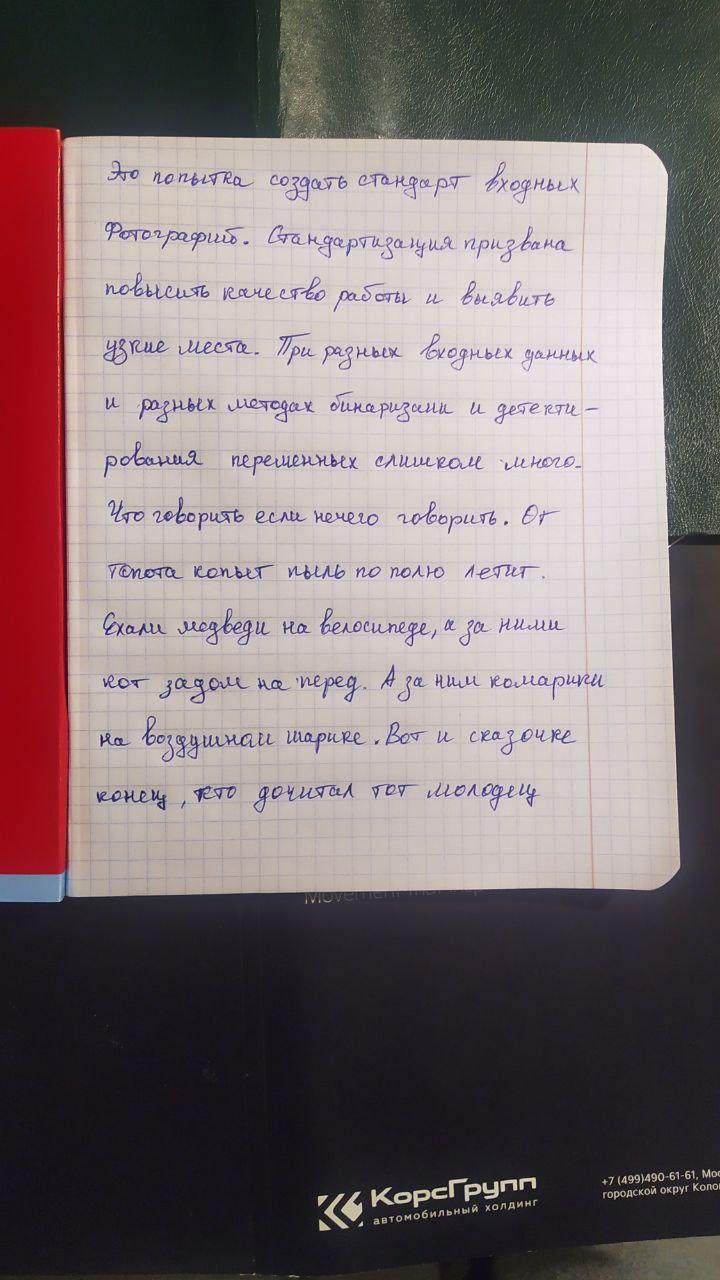 Это попытка создать стандарт входных
Фотографий. Стандартизация призвана
повысить качество работы и выявить
узкие места. При разных входных данных
и разных методах бинаризации и детекти-
рования переменных слишком много.
Что говорить если нечего говорить. От
топота копыт пыль по полю летит.
Ехали медведи на велосипеде, а за ними
кот задом на перед. А за ним комарики
на воздушном шарике. Вот и сказочке
конец, кто дочитал тот молодец
Movement
КорсГрупп
автомобильный холдинг
+7 (499)490-61-61, Мос
городской округ Коло